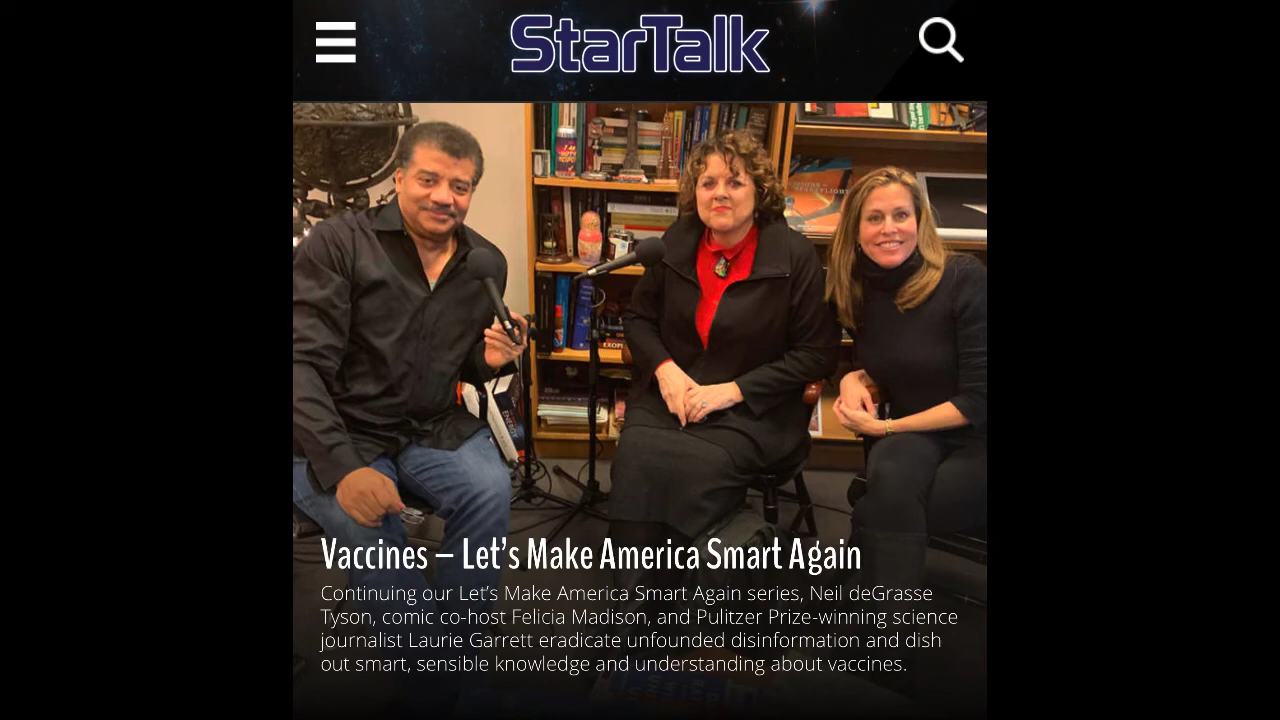 StarTalk
Vaccines – Let's Make America Smart Again
Continuing our Let's Make America Smart Again series, Neil deGrasse
Tyson, comic co-host Felicia Madison, and Pulitzer Prize-winning science
journalist Laurie Garrett eradicate unfounded disinformation and dish
out smart, sensible knowledge and understanding about vaccines.